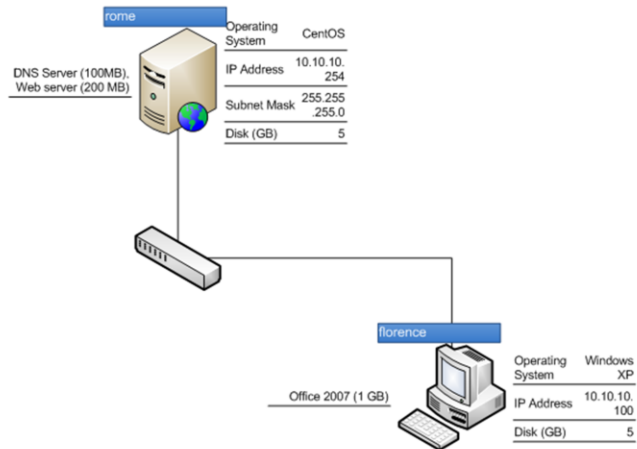 rome
DNS Server (100MB),
Web server (200 MB)
Operating
System
CentOS
IP Address
10.10.10.
254
Subnet Mask
255.255
.255.0
Disk (GB)
5
florence
Office 2007 (1 GB)
Operating
System
Windows
XP
IP Address
10.10.10.
100
Disk (GB)
5